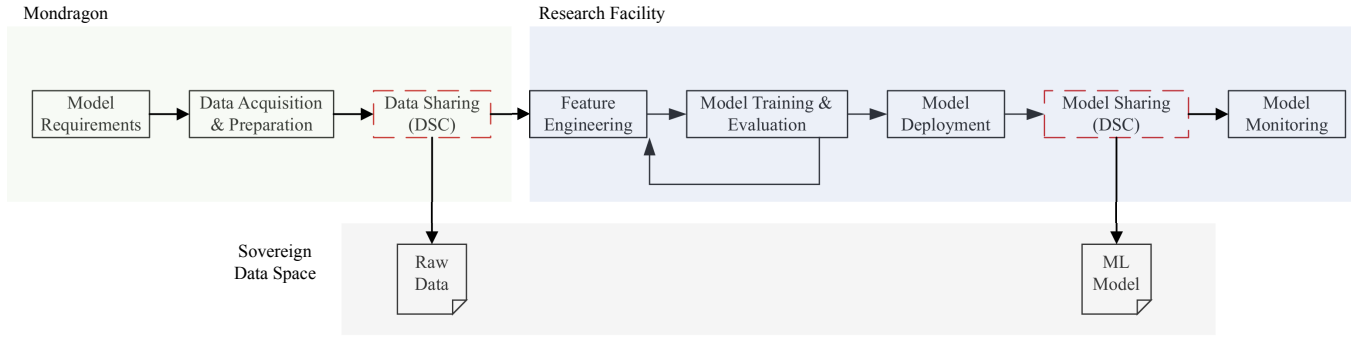 Mondragon
Research Facility
Model
Requirements
Data Acquisition
& Preparation
Data Sharing
(DSC)
Feature
Engineering
Model Training &
Evaluation
Model
Deployment
Model Sharing
(DSC)
Model
Monitoring
Sovereign
Data Space
Raw
Data
ML
Model